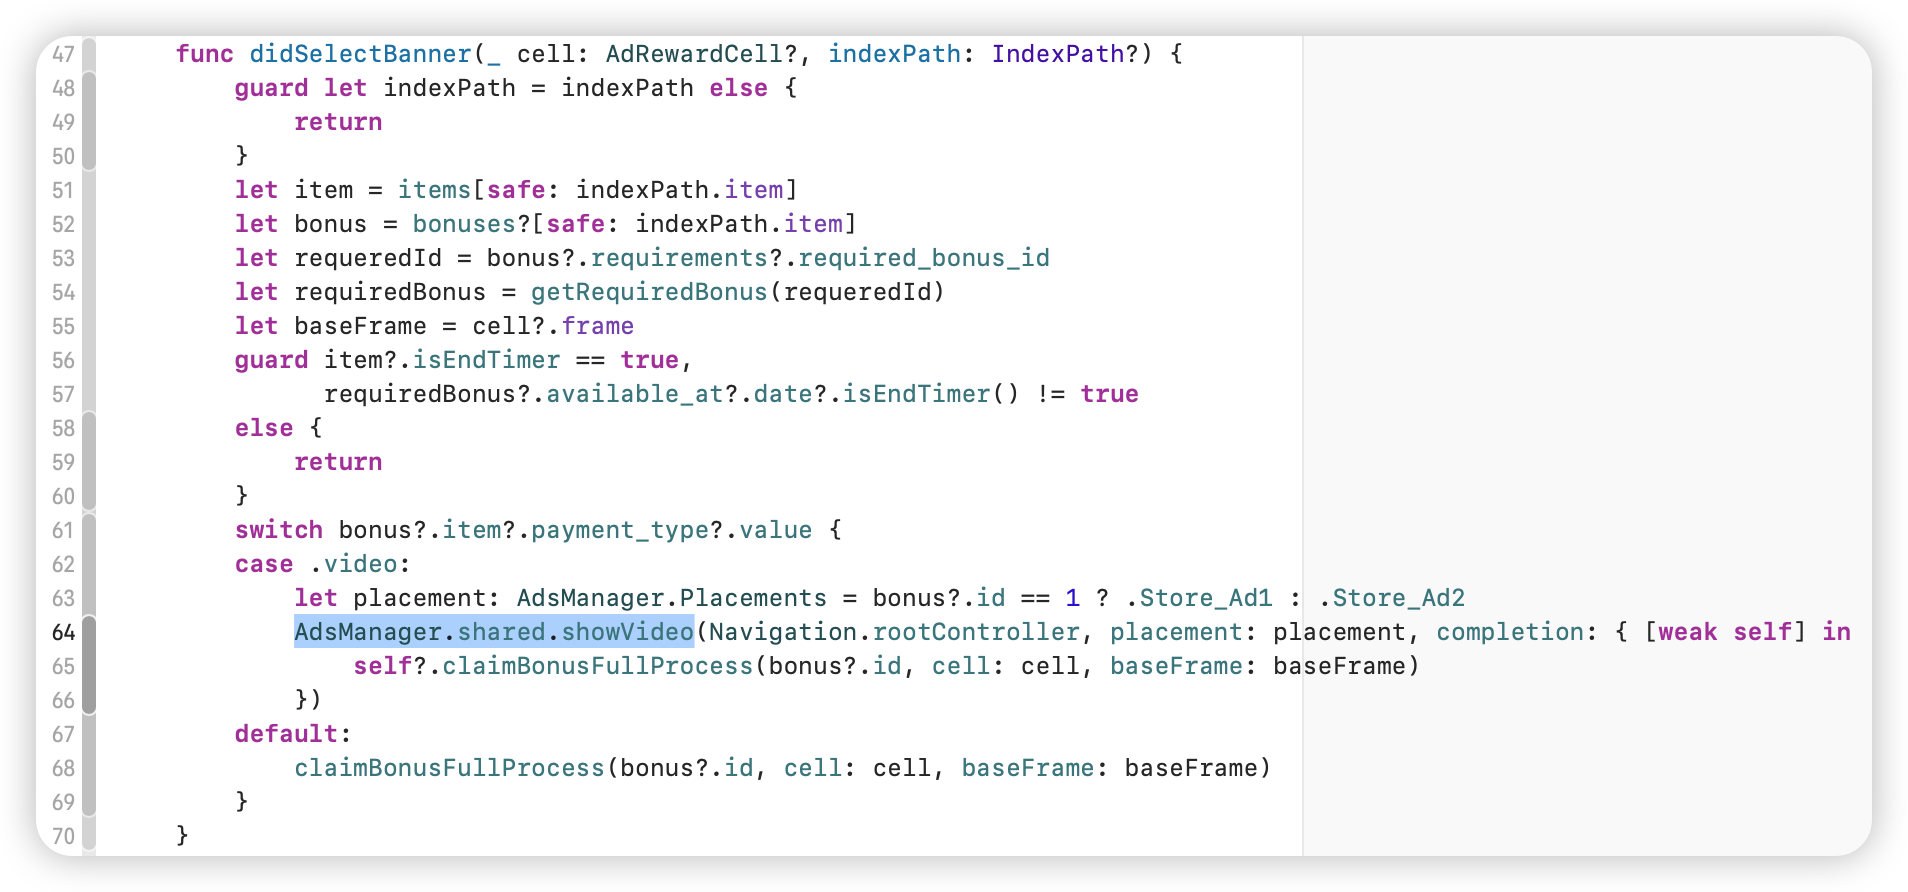 47 func didSelectBanner(_ cell: AdRewardCell?, indexPath: IndexPath?) {
48 guard let indexPath = indexPath else {
49 return
50 }
51 let item = items[safe: indexPath.item]
52 let bonus = bonuses?[safe: indexPath.item]
53 let requeredId = bonus?.requirements?.required_bonus_id
54 let requiredBonus = getRequiredBonus(requeredId)
55 let baseFrame = cell?.frame
56 guard item?.isEndTimer == true,
57 requiredBonus?.available_at?.date?.isEndTimer() != true
58 else {
59 return
60 }
61 switch bonus?.item?.payment_type?.value {
62 case .video:
63 let placement: AdsManager.Placements = bonus?.id == 1 ? .Store_Ad1 : .Store_Ad2
64 AdsManager.shared.showVideo(Navigation.rootController, placement: placement, completion: { [weak self] in
65 self?.claimBonusFullProcess(bonus?.id, cell: cell, baseFrame: baseFrame)
66 })
67 default:
68 claimBonusFullProcess(bonus?.id, cell: cell, baseFrame: baseFrame)
69 }
70 }